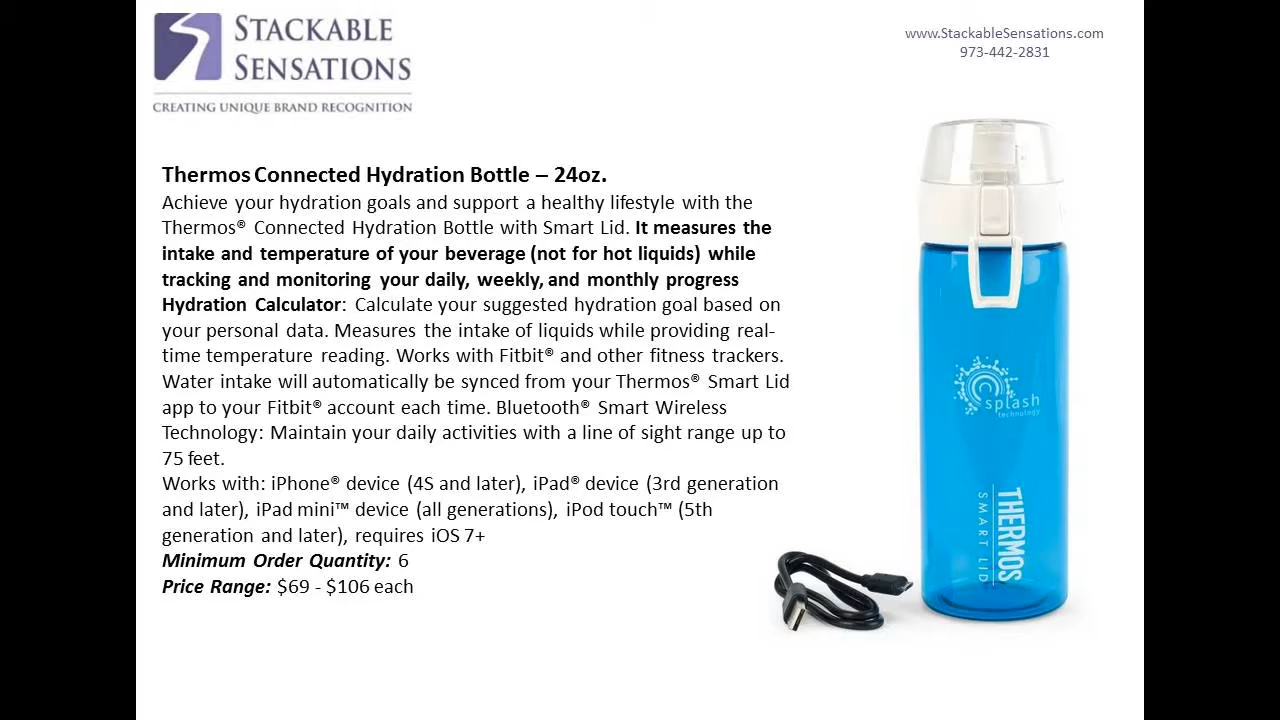 STACKABLE
SENSATIONS
CREATING UNIQUE BRAND RECOGNITION
www.StackableSensations.com
973-442-2831
Thermos Connected Hydration Bottle – 24oz.
Achieve your hydration goals and support a healthy lifestyle with the
Thermos® Connected Hydration Bottle with Smart Lid. It measures the
intake and temperature of your beverage (not for hot liquids) while
tracking and monitoring your daily, weekly, and monthly progress
Hydration Calculator: Calculate your suggested hydration goal based on
your personal data. Measures the intake of liquids while providing real-
time temperature reading. Works with Fitbit® and other fitness trackers.
Water intake will automatically be synced from your Thermos® Smart Lid
app to your Fitbit® account each time. Bluetooth® Smart Wireless
Technology: Maintain your daily activities with a line of sight range up to
75 feet.
Works with: iPhone® device (4S and later), iPad® device (3rd generation
and later), iPad mini™ device (all generations), iPod touch™ (5th
generation and later), requires iOS 7+
Minimum Order Quantity: 6
Price Range: $69 - $106 each
splash
technology
THERMOS
SMART LID